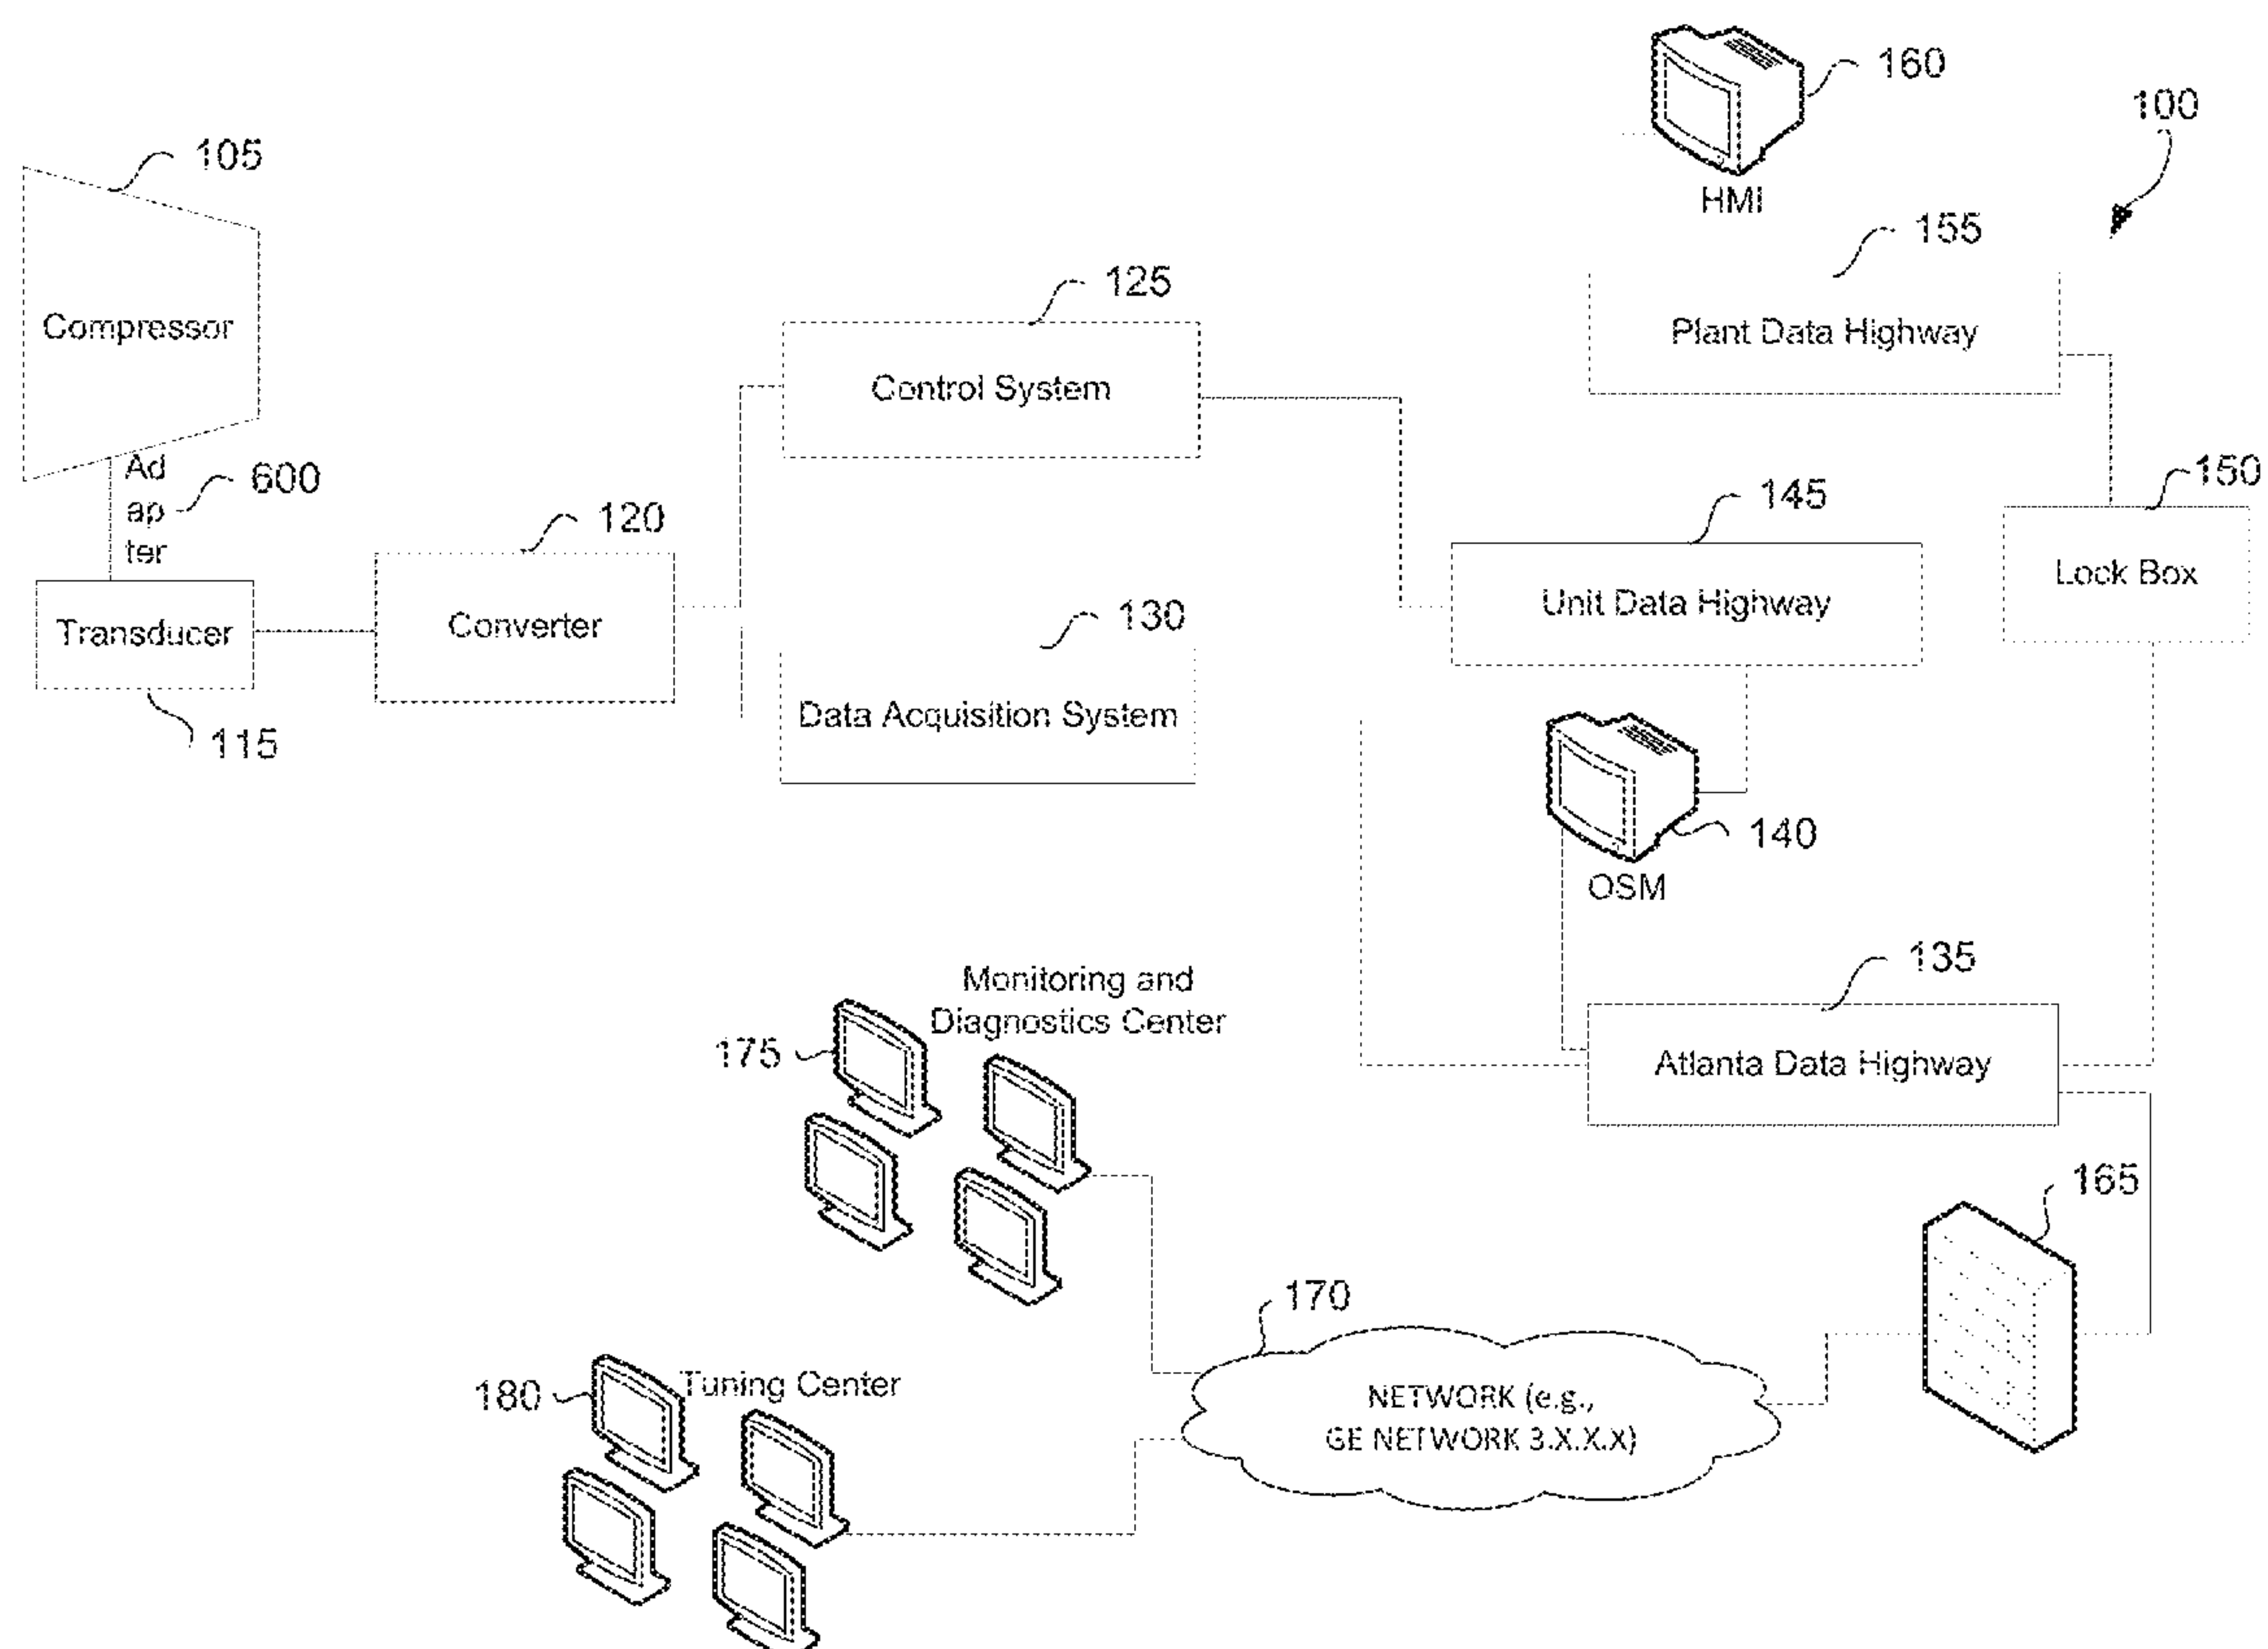 160
100
HMI
105
155
125
Compressor
Plant Data Highway
Control System
Ad
ap
ter
600
150
145
120
Lock Box
Unit Data Highway
Transducer
Converter
130
115
Data Acquisition System
140
OSM
135
Monitoring and
Diagnostics Center
175
Atlanta Data Highway
165
170
180
Tuning Center
NETWORK (e.g.,
GE NETWORK 3.X.X.X)